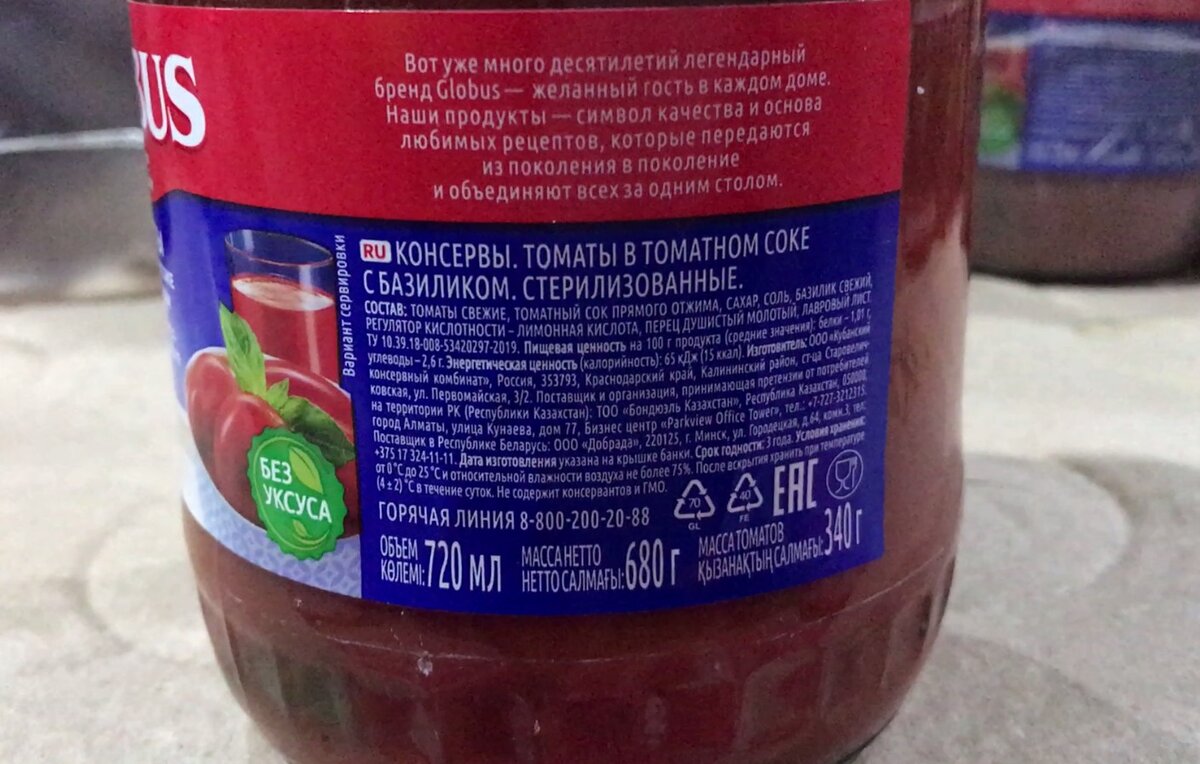 BUS
Вот уже много десятилетий легендарный
бренд Globus — желанный гость в каждом доме.
Наши продукты — символ качества и основа
любимых рецептов, которые передаются
из поколения в поколение
и объединяют всех за одним столом.
Вариант сервировки
RU КОНСЕРВЫ. ТОМАТЫ В ТОМАТНОМ СОКЕ
С БАЗИЛИКОМ. СТЕРИЛИЗОВАННЫЕ.
СОСТАВ: ТОМАТЫ СВЕЖИЕ, ТОМАТНЫЙ СОК ПРЯМОГО ОТЖИМА, САХАР, СОЛЬ, БАЗИЛИК СВЕЖИЙ,
РЕГУЛЯТОР КИСЛОТНОСТИ – ЛИМОННАЯ КИСЛОТА, ПЕРЕЦ ДУШИСТЫЙ МОЛОТЫЙ, ЛАВРОВЫЙ ЛИСТ.
ТУ 10.39.18-008-53420297-2019. Пищевая ценность на 100 г продукта (средние значения): белки – 1,01 г,
углеводы – 2,6 г. Энергетическая ценность (калорийность): 65 кДж (15 ккал). Изготовитель: ООО «Кубанский
консервный комбинат», Россия, 353793, Краснодарский край, Калининский район, ст-ца Старовелич-
ковская, ул. Первомайская, 3/2. Поставщик и организация, принимающая претензии от потребителей
на территории РК (Республики Казахстан): ТОО «Бондюэль Казахстан», Республика Казахстан, 050000,
город Алматы, улица Кунаева, дом 77, Бизнес центр «Parkview Office Tower», тел.: +7-727-3212315.
Поставщик в Республике Беларусь: ООО «Добрада», 220125, г. Минск, ул. Городецкая, д.64, комн.3, тел:
+375 17 324-11-11. Дата изготовления указана на крышке банки. Срок годности: 3 года. Условия хранения:
от 0°С до 25°С и относительной влажности воздуха не более 75%. После вскрытия хранить при температуре
(4 ± 2) °С в течение суток. Не содержит консервантов и ГМО.
БЕЗ
УКСУСА
ГОРЯЧАЯ ЛИНИЯ 8-800-200-20-88
70
GL
40
FE
EAC
ОБЪЕМ
КӨЛЕМІ: 720 МЛ
МАССА НЕТТО
НЕТТО САЛМАҒЫ: 680 г
МАССА ТОМАТОВ
ҚЫЗАНАҚТЫҢ САЛМАҒЫ: 340 г